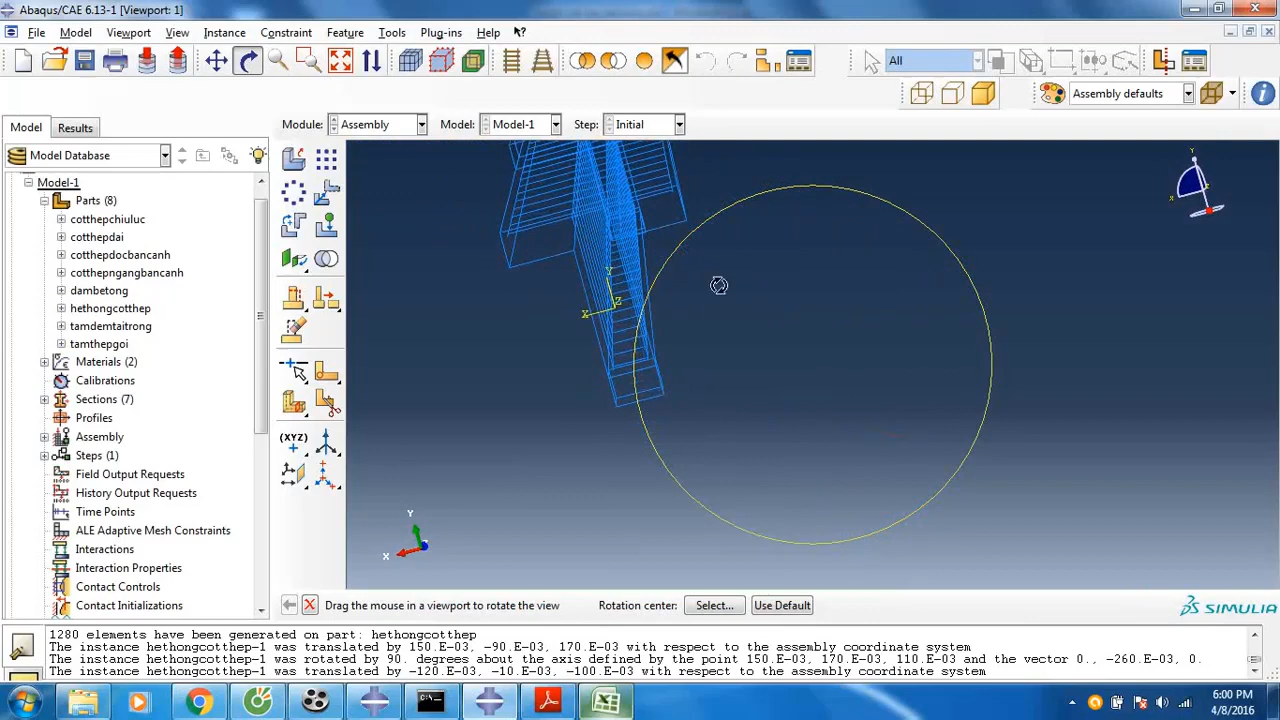 Abaqus/CAE 6.13-1 [Viewport: 1]
File Model Viewport View Instance Constraint Feature Tools Plug-ins Help
All
Assembly defaults
Model Results
Module: Assembly Model: Model-1 Step: Initial
Model Database
Model-1
Parts (8)
cotthepchiuluc
cotthepdai
cotthepdocbancanh
cotthepngangbancanh
dambetong
hethongcotthep
tamdemtaitrong
tamthepgoi
Materials (2)
Calibrations
Sections (7)
Profiles
Assembly
Steps (1)
Field Output Requests
History Output Requests
Time Points
ALE Adaptive Mesh Constraints
Interactions
Interaction Properties
Contact Controls
Contact Initializations
(XYZ)
Y
X
Z
Y
X
Y
X
Drag the mouse in a viewport to rotate the view Rotation center: Select... Use Default
SIMULIA
1280 elements have been generated on part: hethongcotthep
The instance hethongcotthep-1 was translated by 150.E-03, -90.E-03, 170.E-03 with respect to the assembly coordinate system
The instance hethongcotthep-1 was rotated by 90. degrees about the axis defined by the point 150.E-03, 170.E-03, 110.E-03 and the vector 0., -260.E-03, 0.
The instance hethongcotthep-1 was translated by -120.E-03, -10.E-03, -100.E-03 with respect to the assembly coordinate system
6:00 PM
4/8/2016